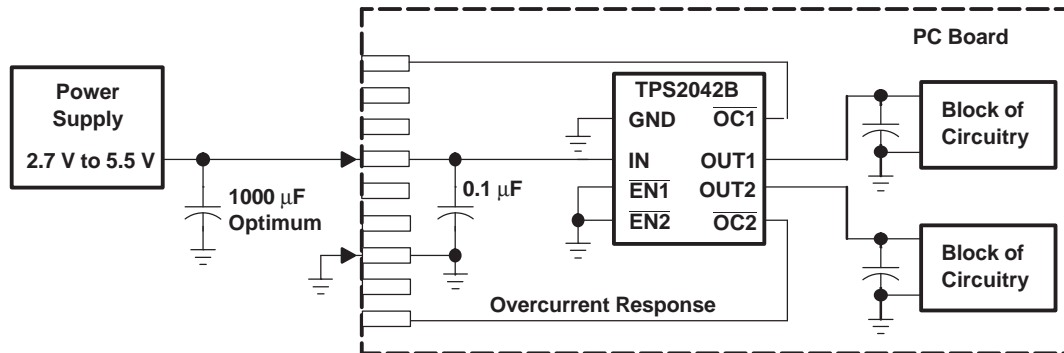 PC Board
Power
Supply
2.7 V to 5.5 V
1000 μF
Optimum
0.1 μF
TPS2042B
GND
OC1
IN
OUT1
EN1
OUT2
EN2
OC2
Overcurrent Response
Block of
Circuitry
Block of
Circuitry